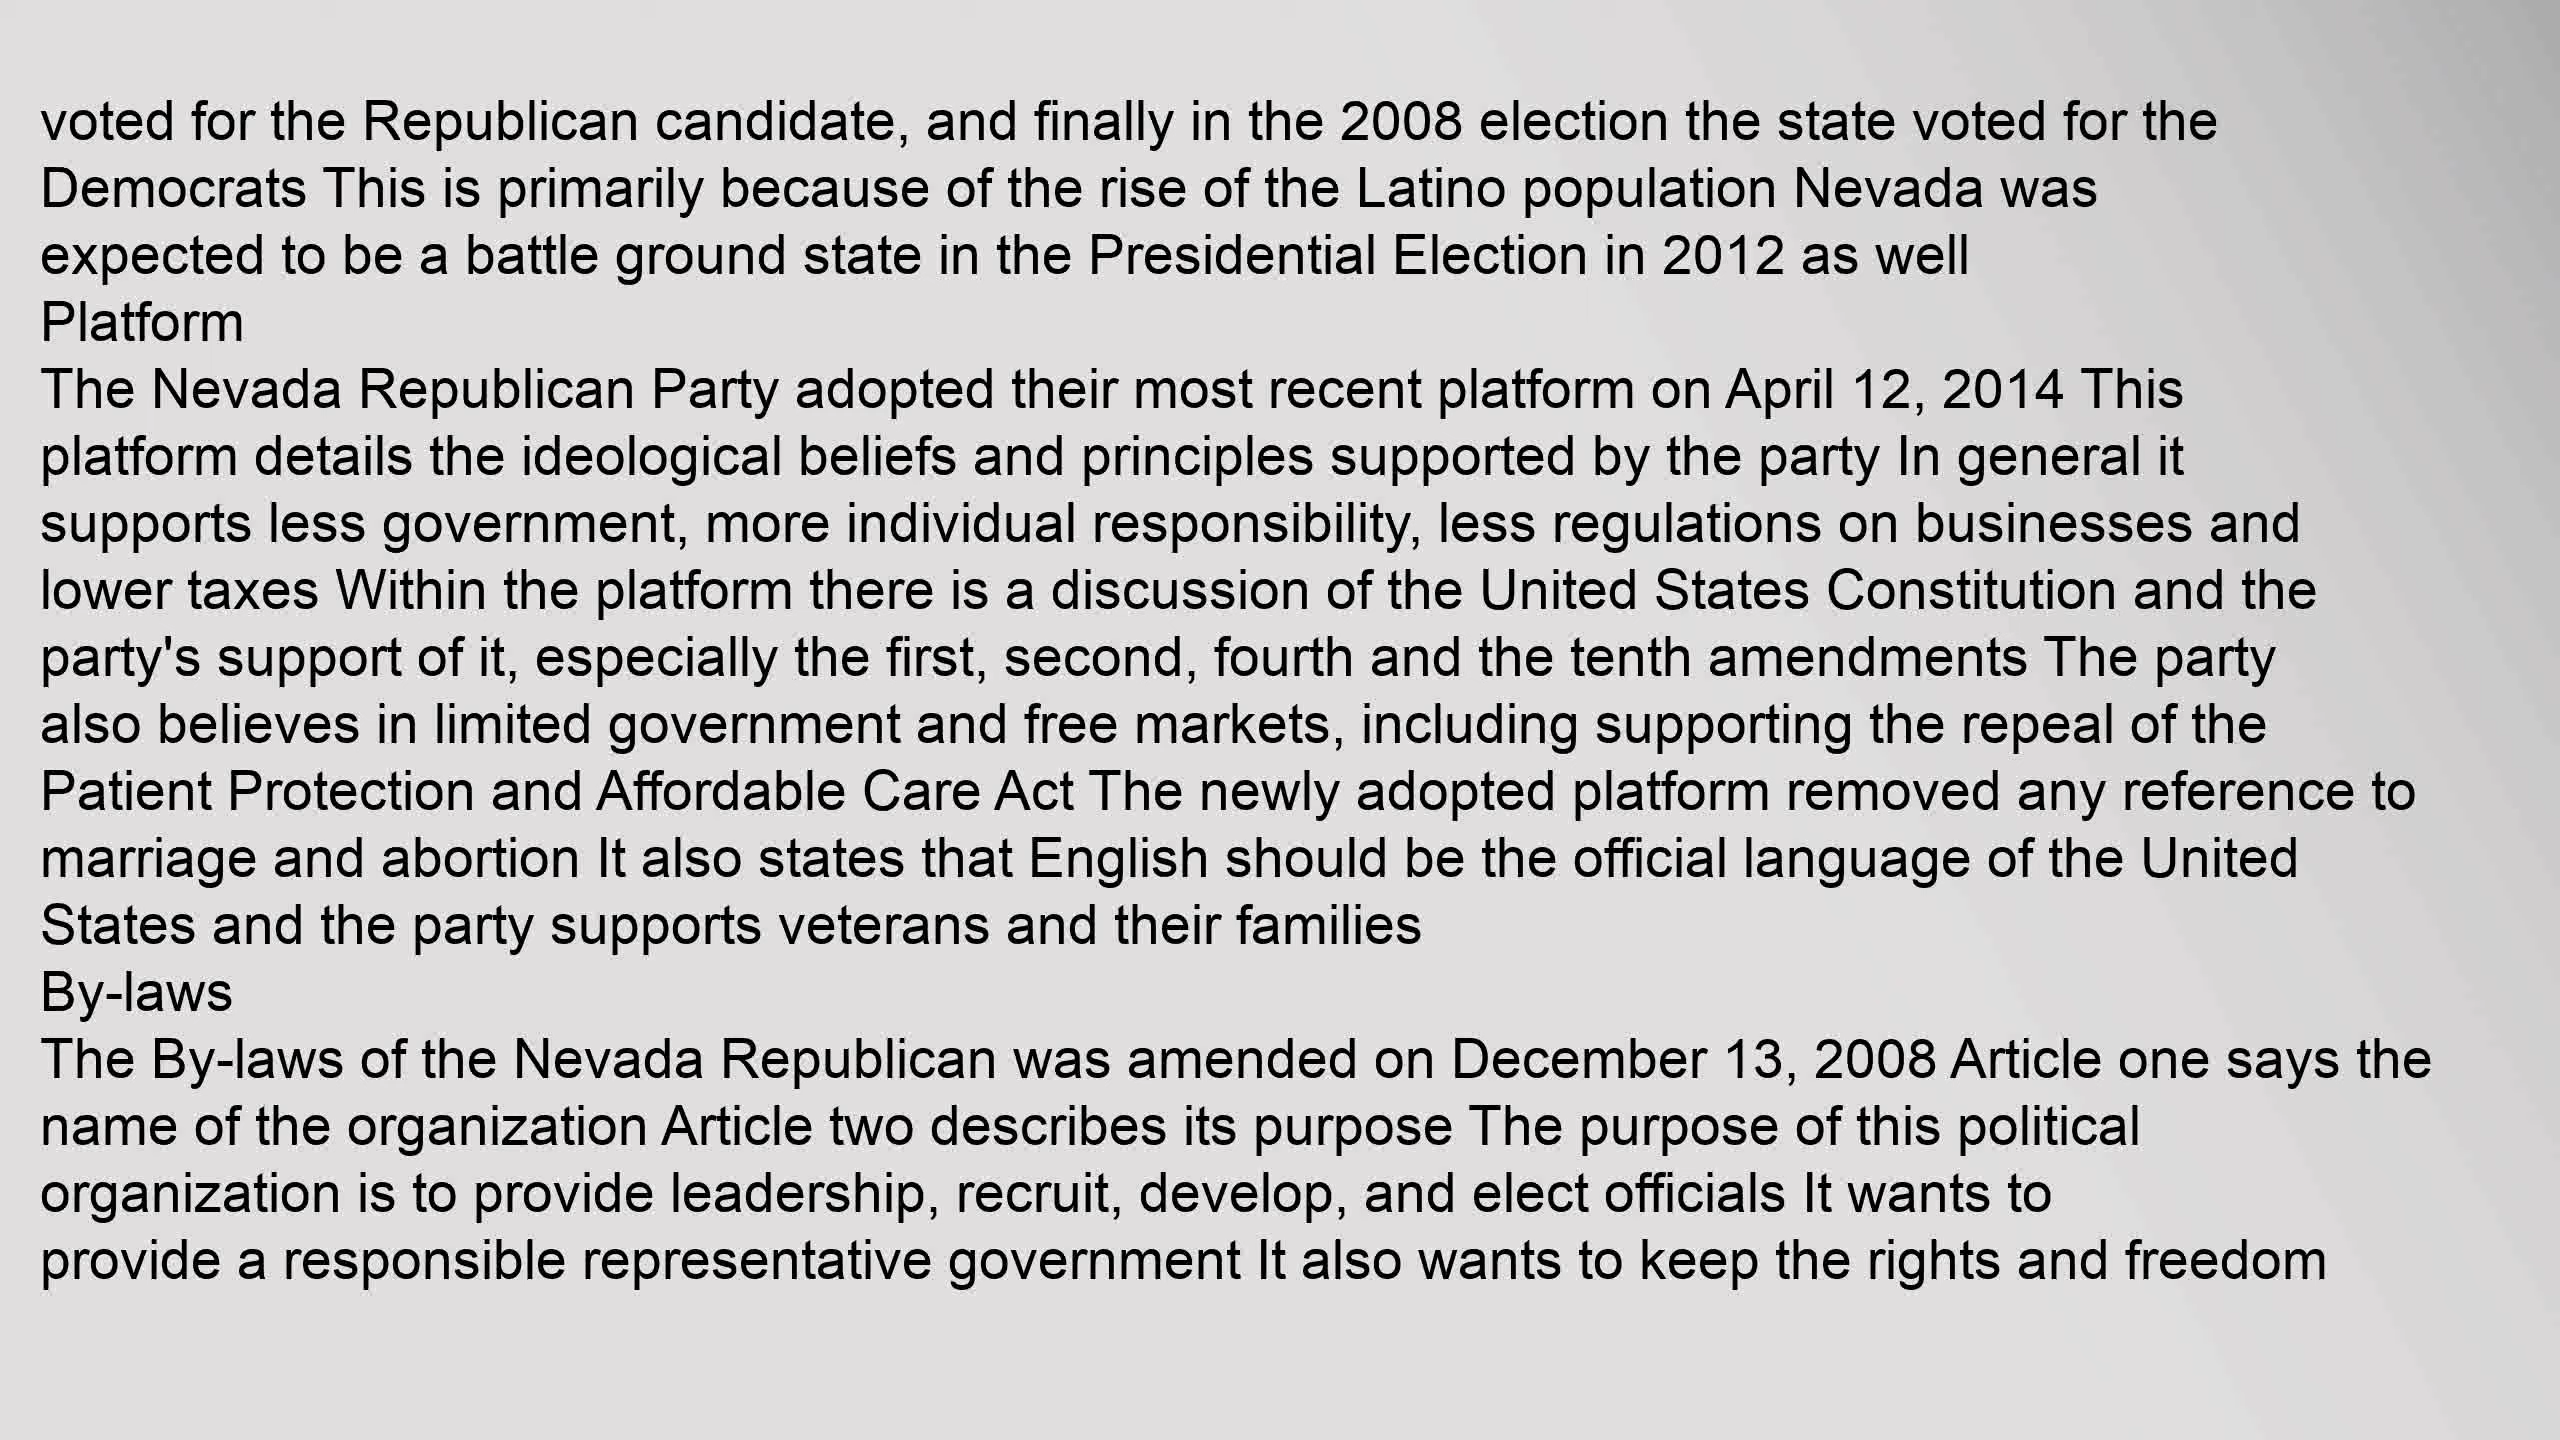 voted for the Republican candidate, and finally in the 2008 election the state voted for the
Democrats This is primarily because of the rise of the Latino population Nevada was
expected to be a battle ground state in the Presidential Election in 2012 as well
Platform
The Nevada Republican Party adopted their most recent platform on April 12, 2014 This
platform details the ideological beliefs and principles supported by the party In general it
supports less government, more individual responsibility, less regulations on businesses and
lower taxes Within the platform there is a discussion of the United States Constitution and the
party's support of it, especially the first, second, fourth and the tenth amendments The party
also believes in limited government and free markets, including supporting the repeal of the
Patient Protection and Affordable Care Act The newly adopted platform removed any reference to
marriage and abortion It also states that English should be the official language of the United
States and the party supports veterans and their families
By-laws
The By-laws of the Nevada Republican was amended on December 13, 2008 Article one says the
name of the organization Article two describes its purpose The purpose of this political
organization is to provide leadership, recruit, develop, and elect officials It wants to
provide a responsible representative government It also wants to keep the rights and freedom